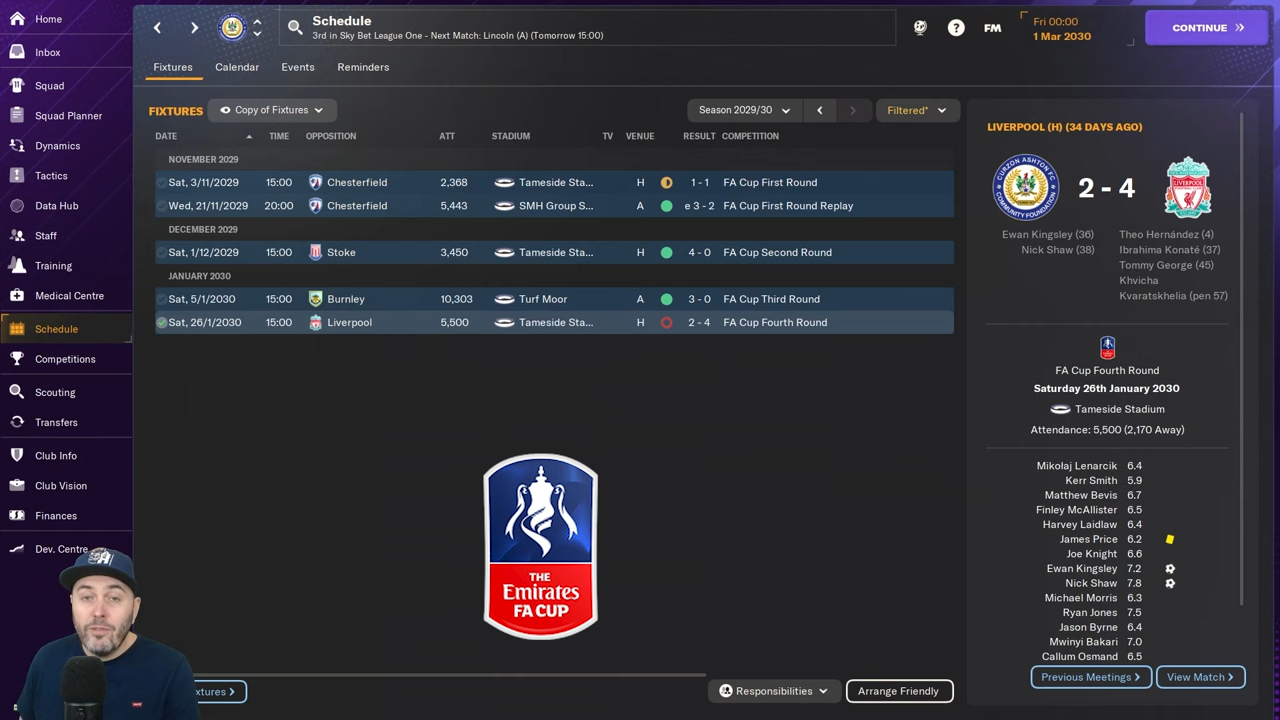 Home
Inbox
Squad
Squad Planner
Dynamics
Tactics
Data Hub
Staff
Training
Medical Centre
Schedule
Competitions
Scouting
Transfers
Club Info
Club Vision
Finances
Dev. Centre
Schedule
3rd in Sky Bet League One - Next Match: Lincoln (A) (Tomorrow 15:00)
? FM
Fri 00:00
1 Mar 2030
CONTINUE
Fixtures Calendar Events Reminders
FIXTURES Copy of Fixtures Season 2029/30 Filtered*
DATE TIME OPPOSITION ATT STADIUM TV VENUE RESULT COMPETITION
NOVEMBER 2029
Sat, 3/11/2029 15:00 Chesterfield 2,368 Tameside Sta... H 1 - 1 FA Cup First Round
Wed, 21/11/2029 20:00 Chesterfield 5,443 SMH Group S... A e 3 - 2 FA Cup First Round Replay
DECEMBER 2029
Sat, 1/12/2029 15:00 Stoke 3,450 Tameside Sta... H 4 - 0 FA Cup Second Round
JANUARY 2030
Sat, 5/1/2030 15:00 Burnley 10,303 Turf Moor A 3 - 0 FA Cup Third Round
Sat, 26/1/2030 15:00 Liverpool 5,500 Tameside Sta... H 2 - 4 FA Cup Fourth Round
THE
Emirates
FA CUP
ixtures
Responsibilities
Arrange Friendly
LIVERPOOL (H) (34 DAYS AGO)
CURZON ASHTON FC
COMMUNITY FOUNDATION
2 - 4
LIVERPOOL
Ewan Kingsley (36)
Nick Shaw (38)
Theo Hernández (4)
Ibrahima Konaté (37)
Tommy George (45)
Khvicha
Kvaratskhelia (pen 57)
FA Cup Fourth Round
Saturday 26th January 2030
Tameside Stadium
Attendance: 5,500 (2,170 Away)
Mikolaj Lenarcik 6.4
Kerr Smith 5.9
Matthew Bevis 6.7
Finley McAllister 6.5
Harvey Laidlaw 6.4
James Price 6.2
Joe Knight 6.6
Ewan Kingsley 7.2
Nick Shaw 7.8
Michael Morris 6.3
Ryan Jones 7.5
Jason Byrne 6.4
Mwinyi Bakari 7.0
Callum Osmand 6.5
Previous Meetings
View Match